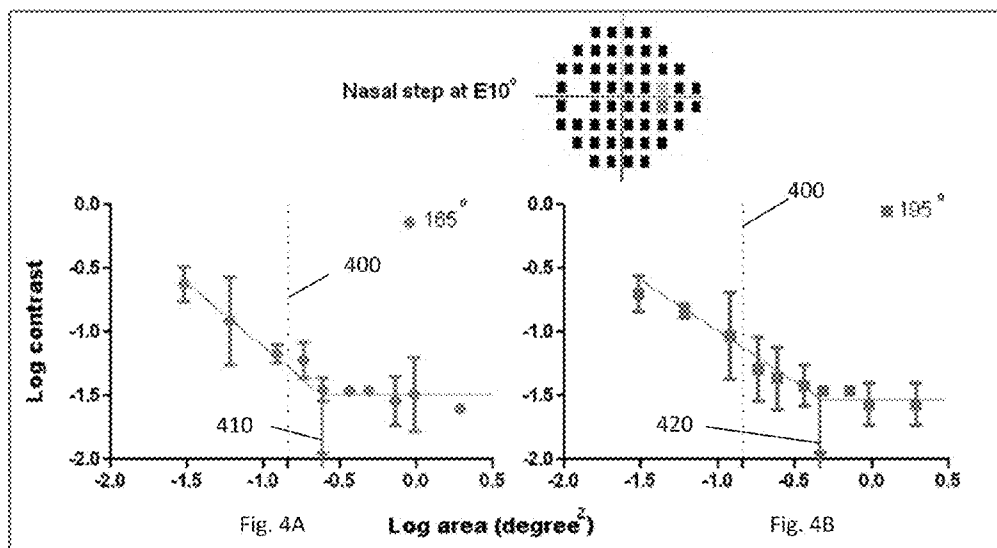 Nasal step at E10°
0.0
-0.5
-1.0
-1.5
-2.0
Log contrast
165°
400
410
-2.0 -1.5 -1.0 -0.5 0.0 0.5
Fig. 4A
0.0
-0.5
-1.0
-1.5
-2.0
195°
400
420
-2.0 -1.5 -1.0 -0.5 0.0 0.5
Fig. 4B
Log area (degree²)